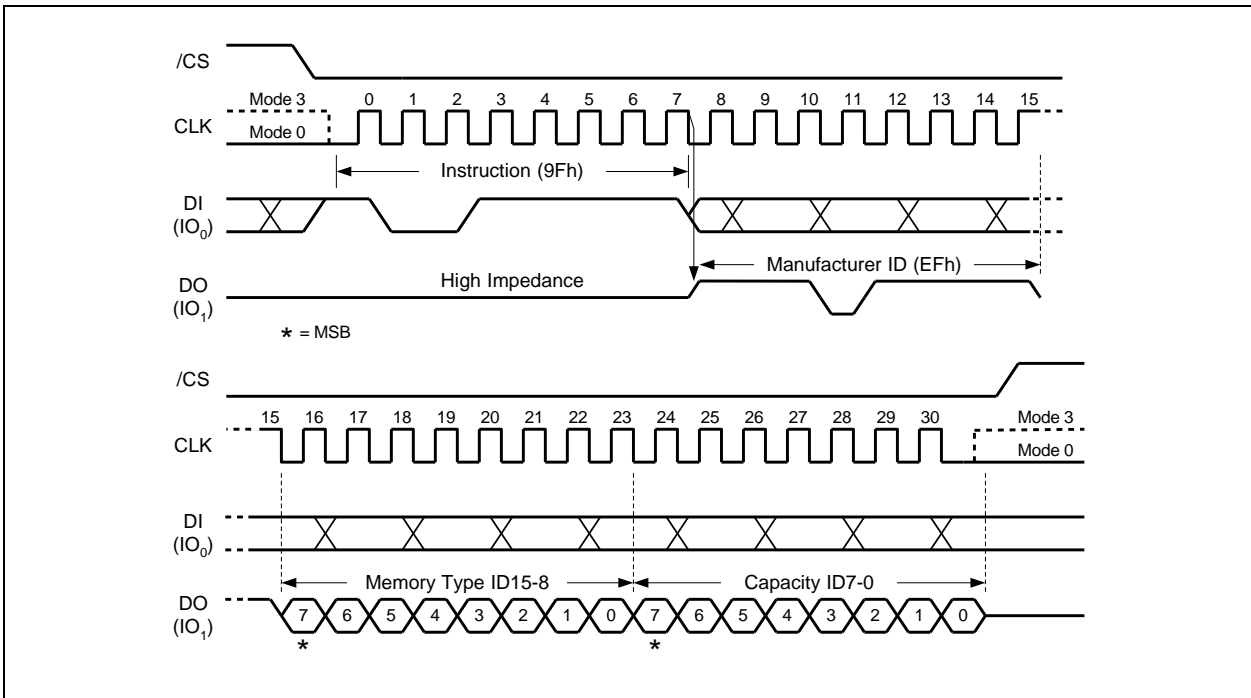 /CS
Mode 3 0 1 2 3 4 5 6 7 8 9 10 11 12 13 14 15
CLK
Mode 0
Instruction (9Fh)
DI
(IO0)
Manufacturer ID (EFh)
High Impedance
DO
(IO1)
* = MSB
/CS
15 16 17 18 19 20 21 22 23 24 25 26 27 28 29 30 Mode 3
CLK
Mode 0
DI
(IO0)
Memory Type ID15-8 Capacity ID7-0
DO
(IO1)
7 6 5 4 3 2 1 0 7 6 5 4 3 2 1 0
* *